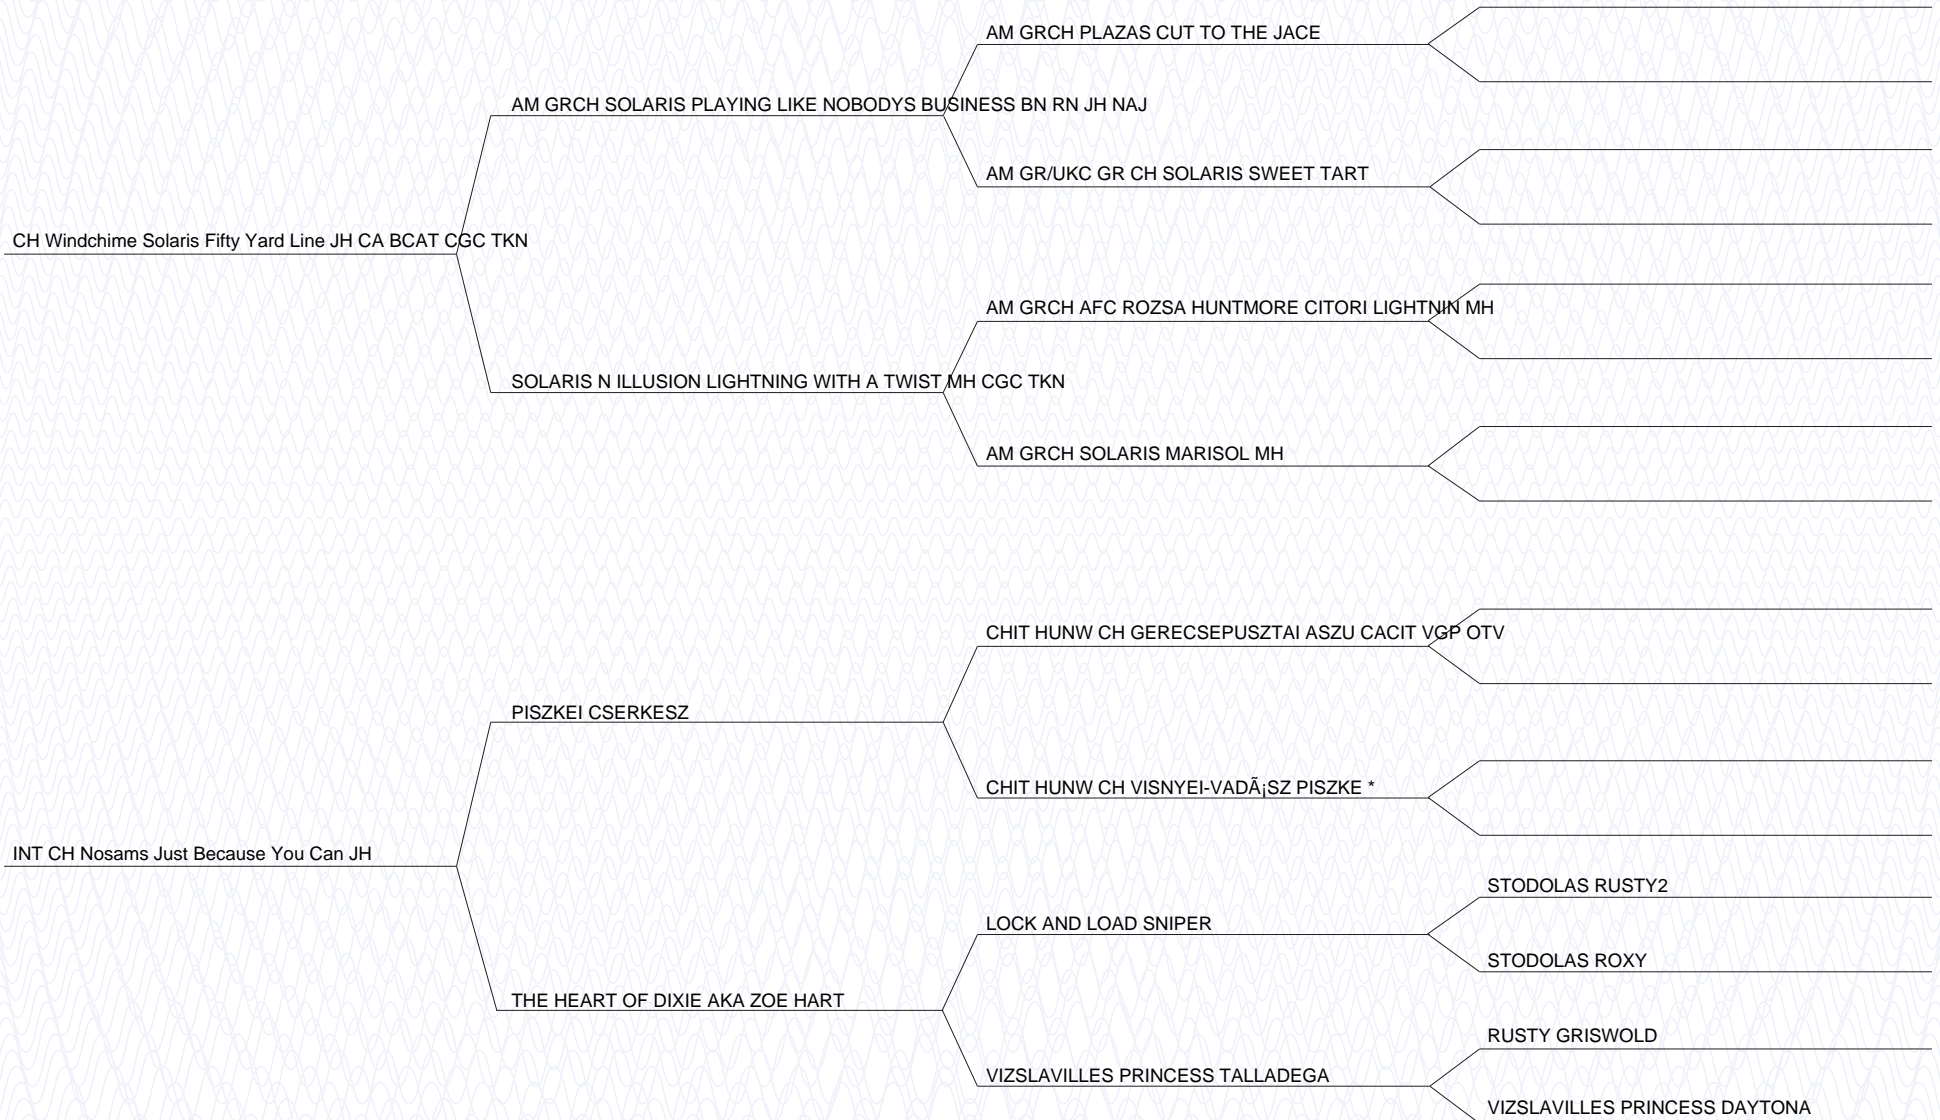 AM GRCH PLAZAS CUT TO THE JACE
AM GRCH SOLARIS PLAYING LIKE NOBODYS BUSINESS BN RN JH NAJ
AM GR/UKC GR CH SOLARIS SWEET TART
CH Windchime Solaris Fifty Yard Line JH CA BCAT CGC TKN
AM GRCH AFC ROZSA HUNTMORE CITORI LIGHTNIN MH
SOLARIS N ILLUSION LIGHTNING WITH A TWIST MH CGC TKN
AM GRCH SOLARIS MARISOL MH
CHIT HUNW CH GERECSEPUSZTAI ASZU CACIT VGP OTV
PISZKEI CSERKESZ
CHIT HUNW CH VISNYEI-VADÃ¡SZ PISZKE *
INT CH Nosams Just Because You Can JH
STODOLAS RUSTY2
LOCK AND LOAD SNIPER
STODOLAS ROXY
THE HEART OF DIXIE AKA ZOE HART
RUSTY GRISWOLD
VIZSLAVILLES PRINCESS TALLADEGA
VIZSLAVILLES PRINCESS DAYTONA